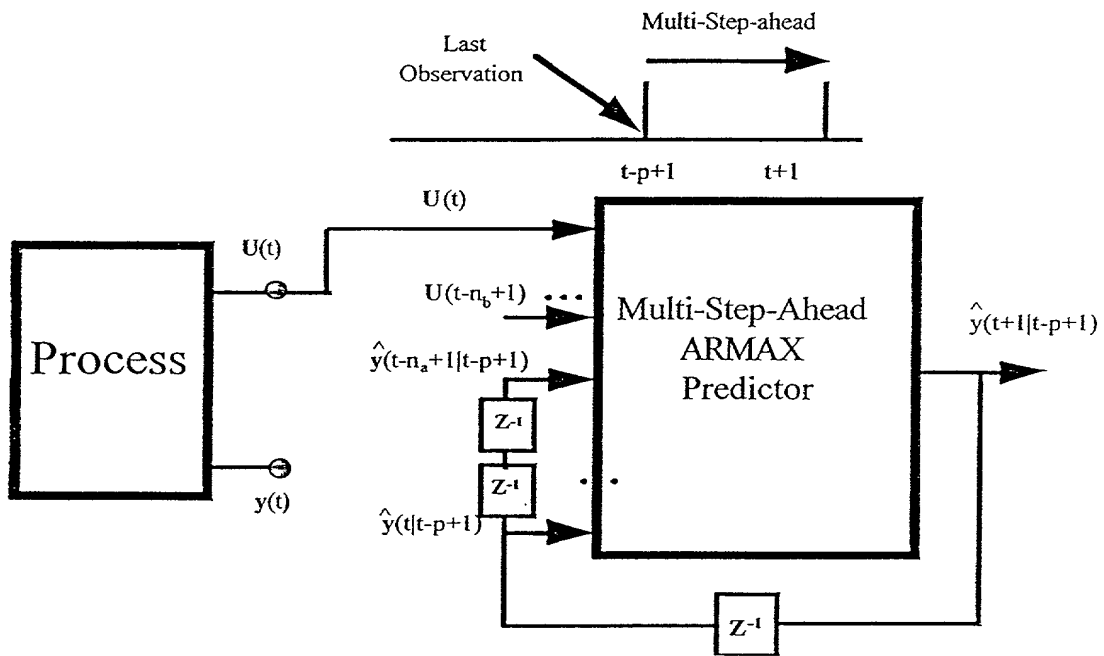 Multi-Step-ahead
Last
Observation
t-p+1
t+1
U(t)
U(t)
U(t-n_b+1)
...
Multi-Step-Ahead
ARMAX
Predictor
ŷ(t+1|t-p+1)
Process
ŷ(t-n_a+1|t-p+1)
Z⁻¹
Z⁻¹
..
y(t)
ŷ(t|t-p+1)
Z⁻¹